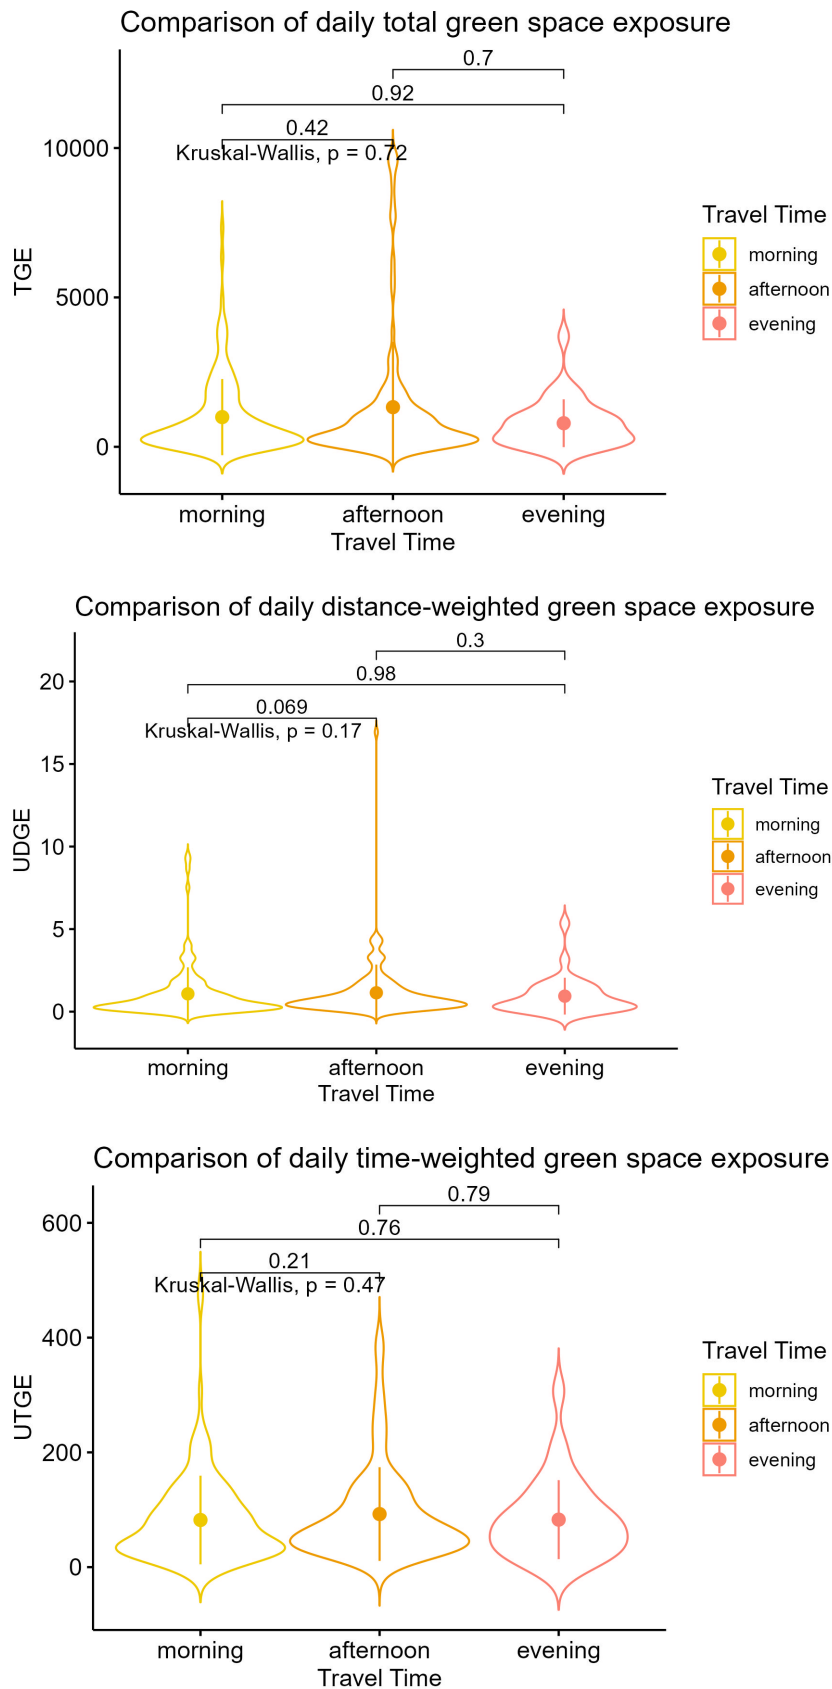 Comparison of daily total green space exposure
0.7
0.92
0.42
Kruskal-Wallis, p = 0.72
10000
5000
0
TGE
morning afternoon evening
Travel Time
Travel Time
morning
afternoon
evening
Comparison of daily distance-weighted green space exposure
0.3
0.98
0.069
Kruskal-Wallis, p = 0.17
20
15
10
5
0
UDGE
morning afternoon evening
Travel Time
Travel Time
morning
afternoon
evening
Comparison of daily time-weighted green space exposure
0.79
0.76
0.21
Kruskal-Wallis, p = 0.47
600
400
200
0
UTGE
morning afternoon evening
Travel Time
Travel Time
morning
afternoon
evening